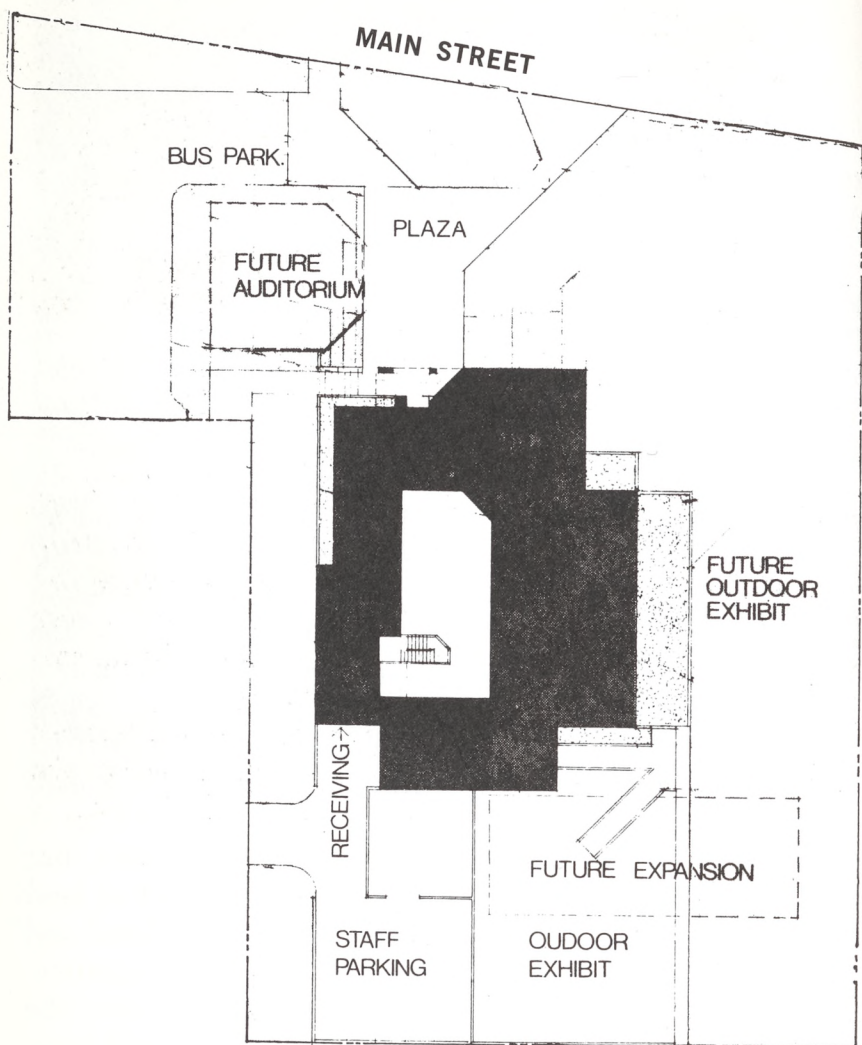 MAIN STREET
BUS PARK.
PLAZA
FUTURE
AUDITORIUM
FUTURE
OUTDOOR
EXHIBIT
RECEIVING→
FUTURE EXPANSION
STAFF
PARKING
OUDOOR
EXHIBIT